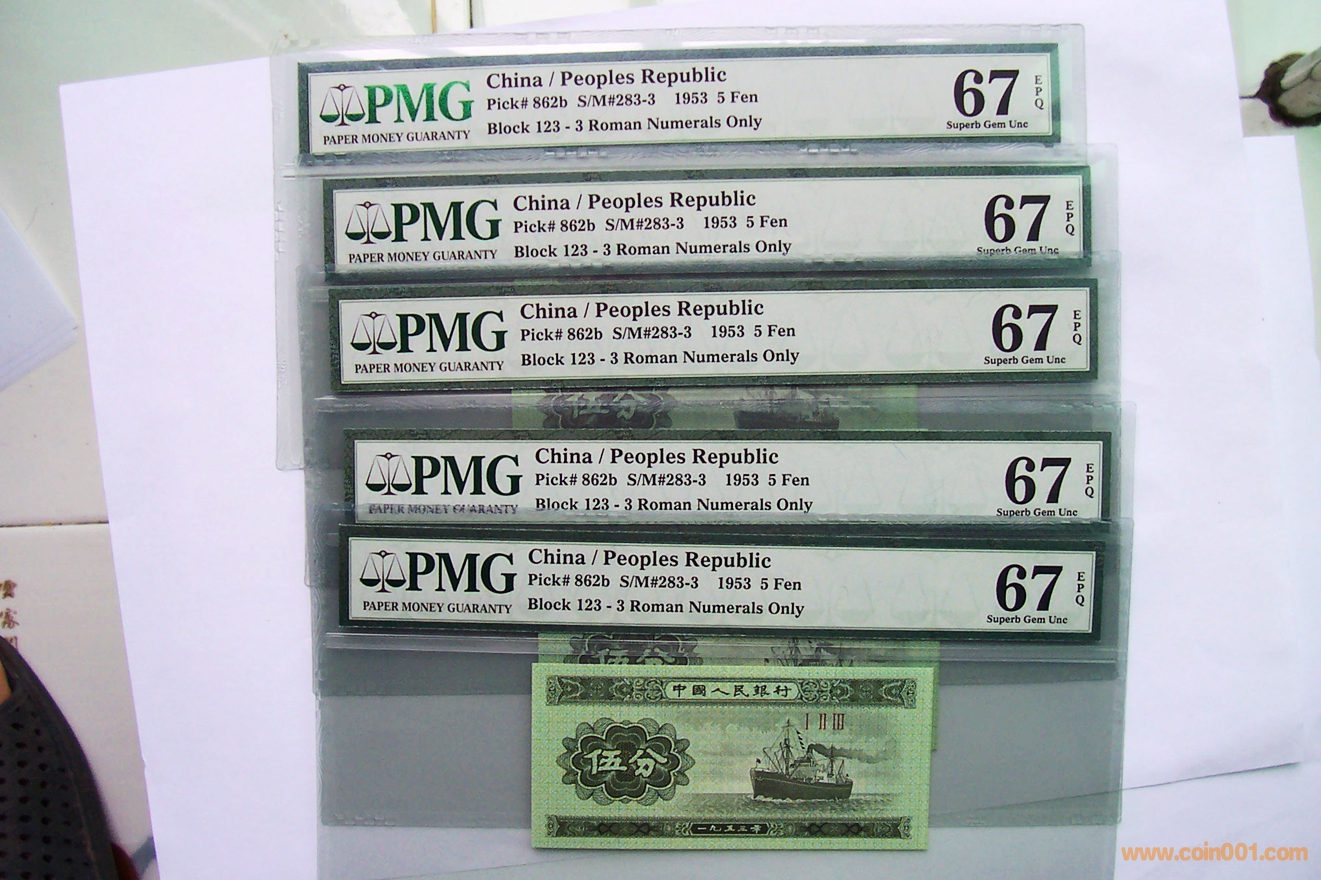 China / Peoples Republic
PMG Pick# 862b S/M#283-3 1953 5 Fen 67 EPQ
PAPER MONEY GUARANTY Block 123 - 3 Roman Numerals Only Superb Gem Unc
China / Peoples Republic
PMG Pick# 862b S/M#283-3 1953 5 Fen 67 EPQ
PAPER MONEY GUARANTY Block 123 - 3 Roman Numerals Only Superb Gem Unc
China / Peoples Republic
PMG Pick# 862b S/M#283-3 1953 5 Fen 67 EPQ
PAPER MONEY GUARANTY Block 123 - 3 Roman Numerals Only Superb Gem Unc
伍分
China / Peoples Republic
PMG Pick# 862b S/M#283-3 1953 5 Fen 67 EPQ
PAPER MONEY GUARANTY Block 123 - 3 Roman Numerals Only Superb Gem Unc
China / Peoples Republic
PMG Pick# 862b S/M#283-3 1953 5 Fen 67 EPQ
PAPER MONEY GUARANTY Block 123 - 3 Roman Numerals Only Superb Gem Unc
伍分
中國人民銀行
I II III
伍分
一九五三年
www.coin001.com